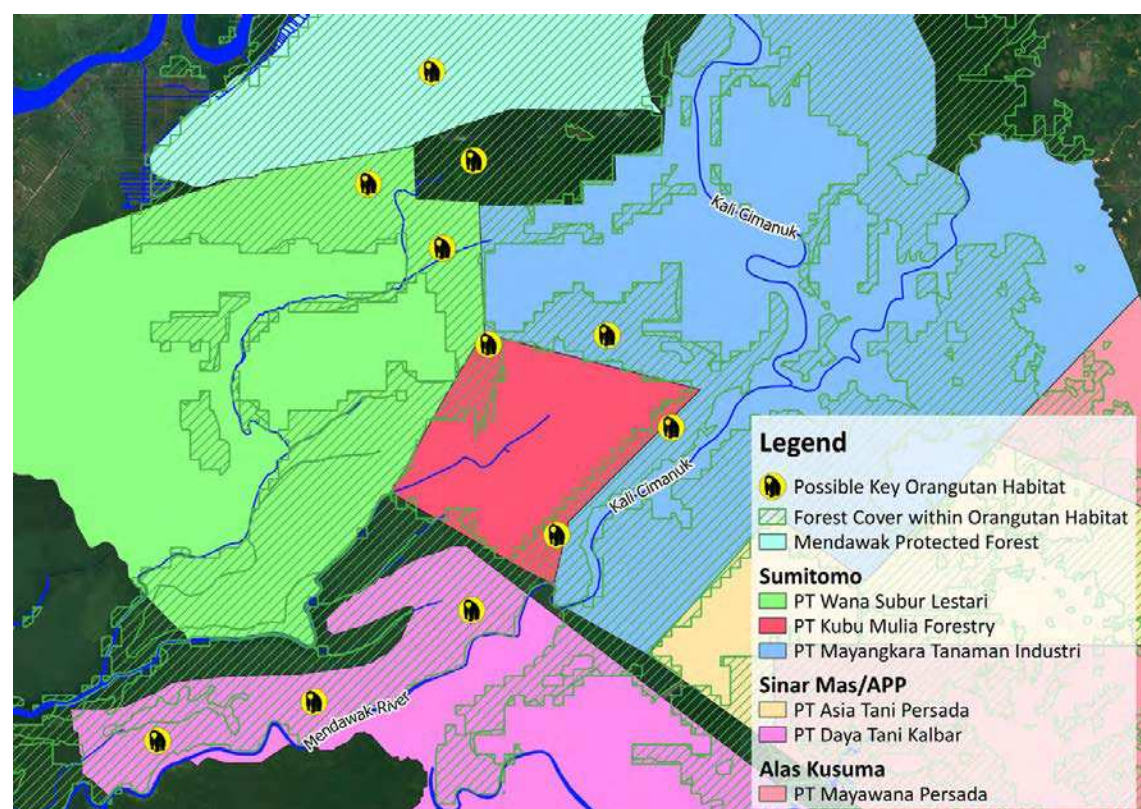 Kali Cimanuk
Kali Cimanuk
Mendawak River
Legend
Possible Key Orangutan Habitat
Forest Cover within Orangutan Habitat
Mendawak Protected Forest
Sumitomo
PT Wana Subur Lestari
PT Kubu Mulia Forestry
PT Mayangkara Tanaman Industri
Sinar Mas/APP
PT Asia Tani Persada
PT Daya Tani Kalbar
Alas Kusuma
PT Mayawana Persada